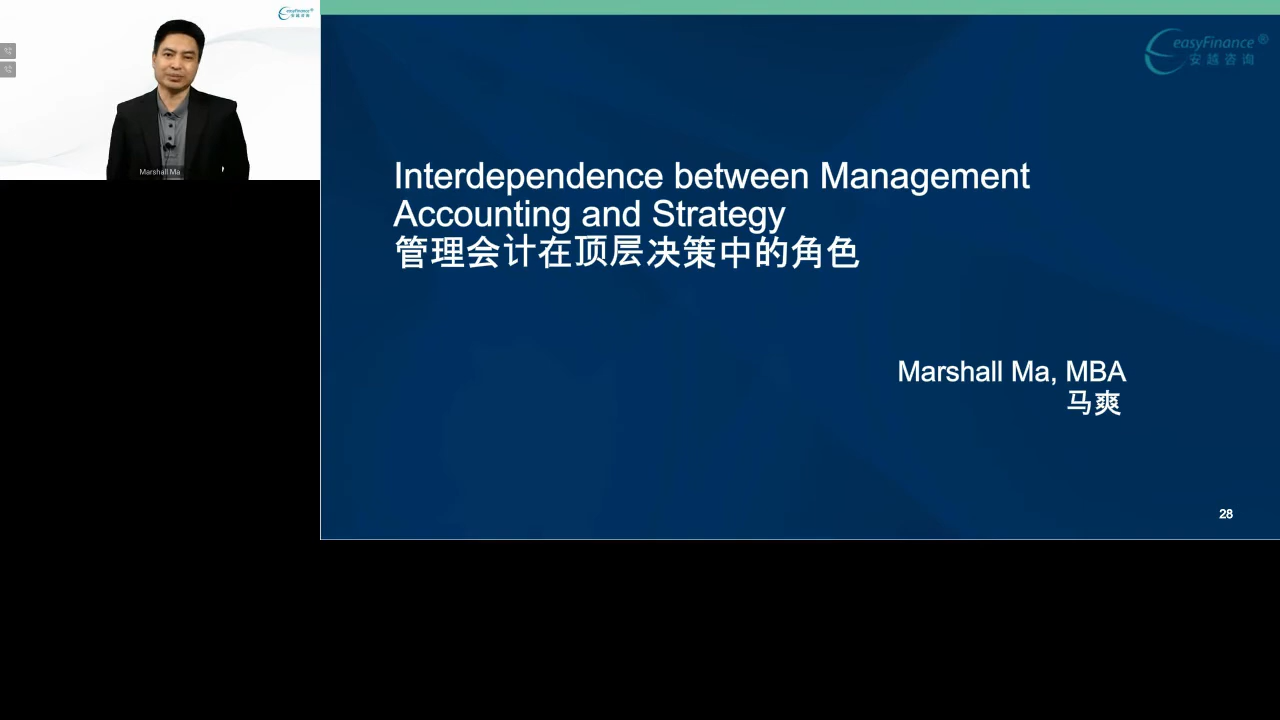 easyFinance®
安越咨询
Marshall Ma
easyFinance®
安越咨询
Interdependence between Management
Accounting and Strategy
管理会计在顶层决策中的角色
Marshall Ma, MBA
马爽
28